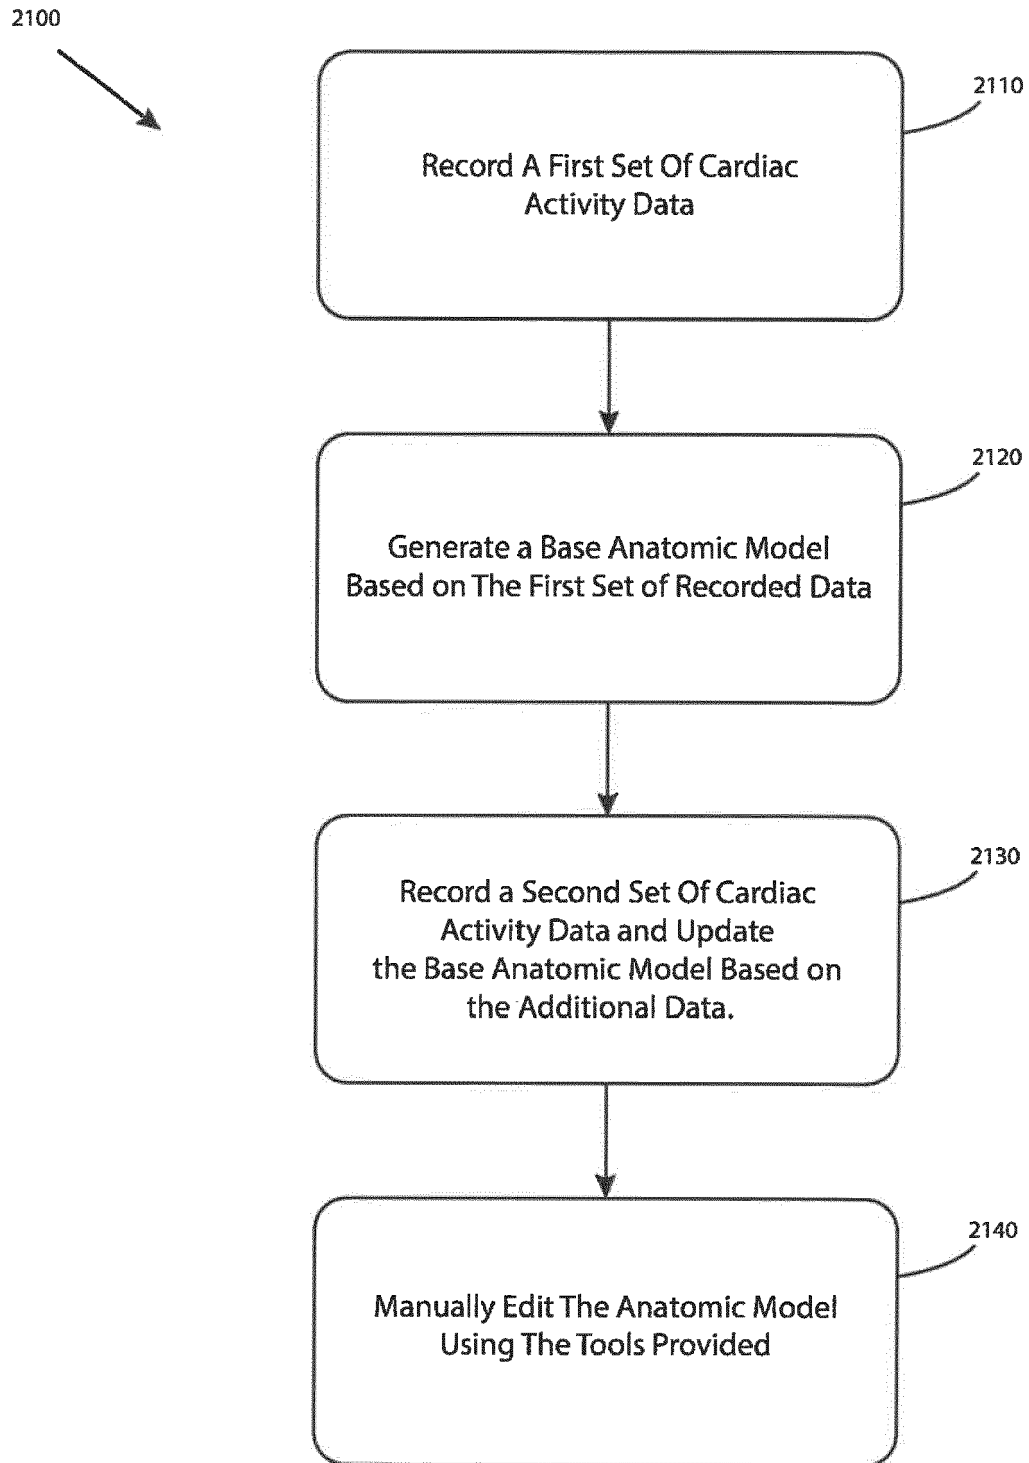 2100
2110
Record A First Set Of Cardiac
Activity Data
2120
Generate a Base Anatomic Model
Based on The First Set of Recorded Data
2130
Record a Second Set Of Cardiac
Activity Data and Update
the Base Anatomic Model Based on
the Additional Data.
2140
Manually Edit The Anatomic Model
Using The Tools Provided